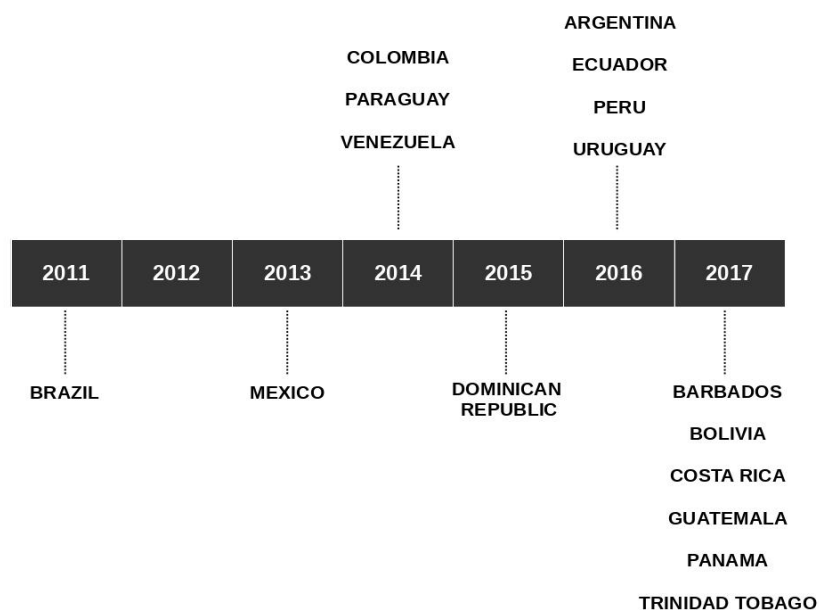 ARGENTINA
COLOMBIA
ECUADOR
PARAGUAY
PERU
VENEZUELA
URUGUAY
2011 2012 2013 2014 2015 2016 2017
BRAZIL
MEXICO
DOMINICAN
REPUBLIC
BARBADOS
BOLIVIA
COSTA RICA
GUATEMALA
PANAMA
TRINIDAD TOBAGO